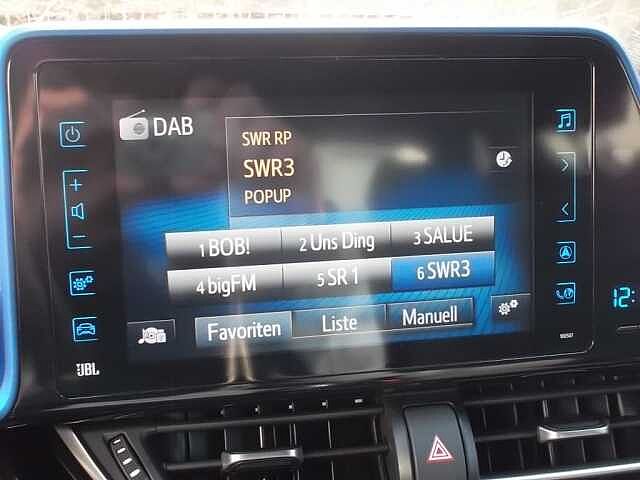 DAB
SWR RP
SWR3
POPUP
1 BOB!
2 Uns Ding
3 SALUE
4 bigFM
5 SR 1
6 SWR3
Favoriten
Liste
Manuell
JBL
12: